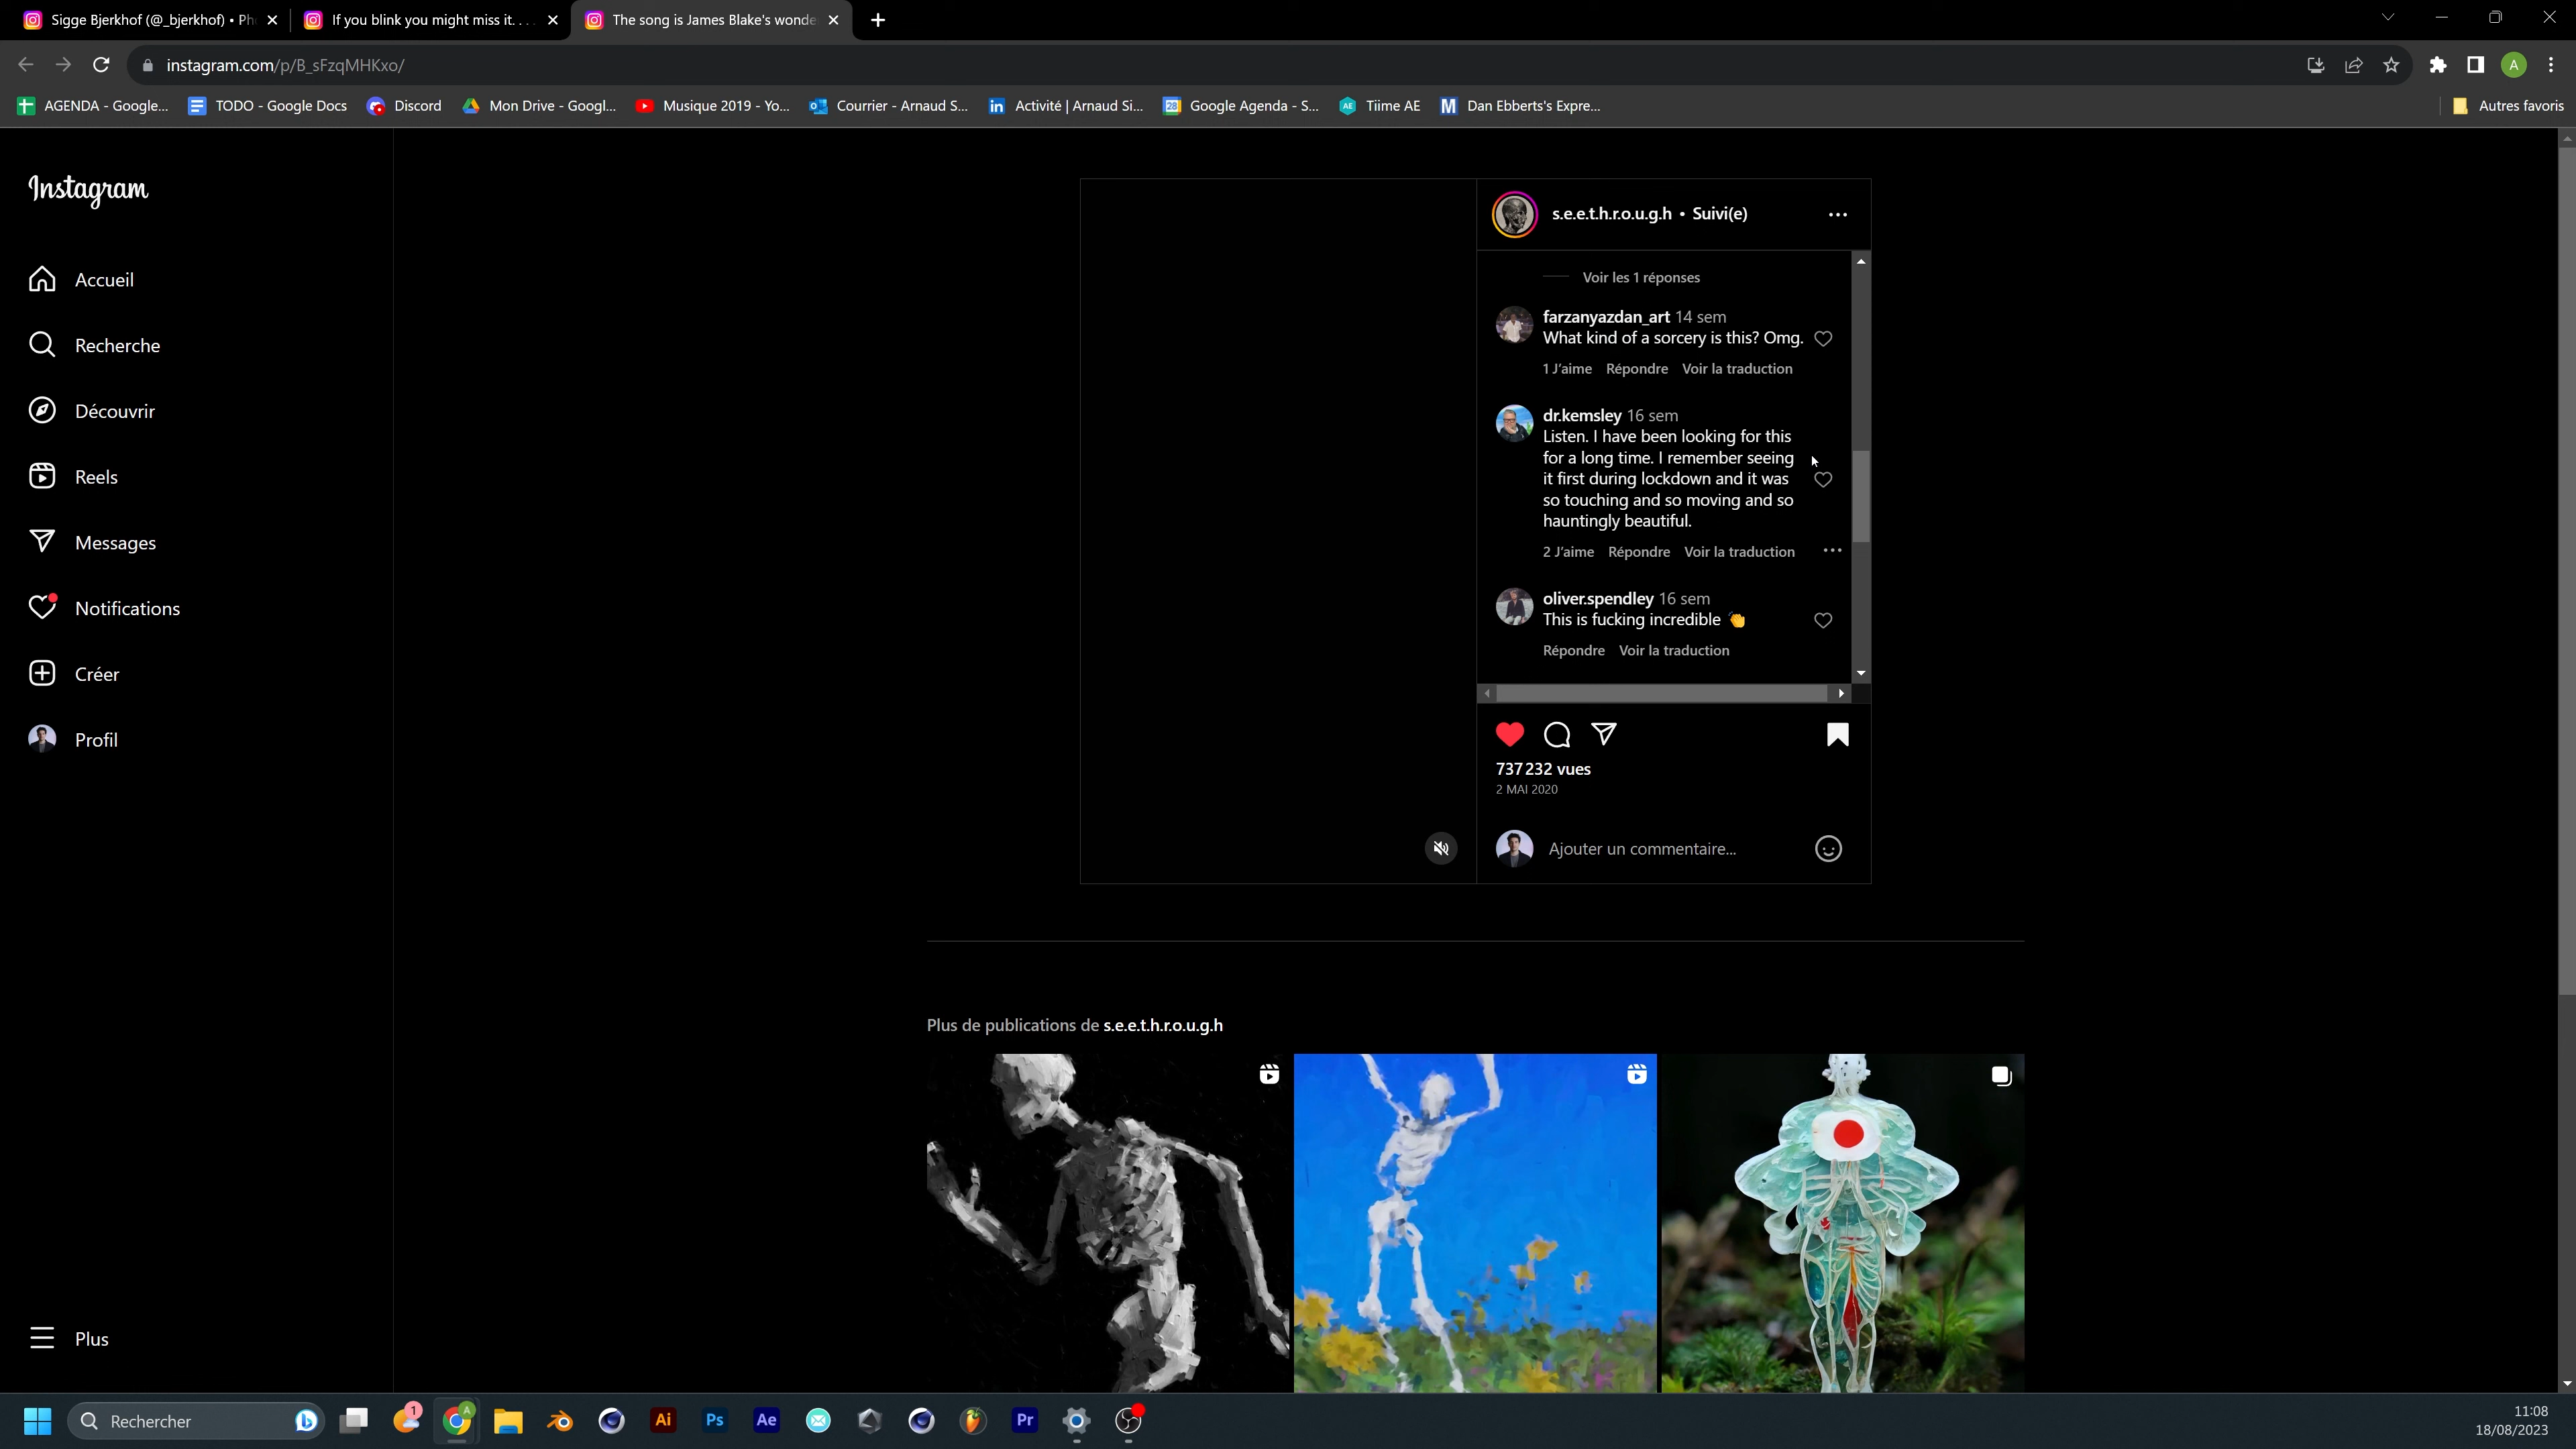 Sigge Bjerkhof (@_bjerkhof) • Ph
If you blink you might miss it. . .
The song is James Blake's wonde
instagram.com/p/B_sFzqMHKxo/
A
AGENDA - Google...
TODO - Google Docs
Discord
Mon Drive - Googl...
Musique 2019 - Yo...
Courrier - Arnaud S...
Activité | Arnaud Si...
Google Agenda - S...
Tiime AE
Dan Ebberts's Expre...
Autres favoris
Instagram
Accueil
Recherche
Découvrir
Reels
Messages
Notifications
Créer
Profil
Plus
s.e.e.t.h.r.o.u.g.h • Suivi(e)
Voir les 1 réponses
farzanyazdan_art 14 sem
What kind of a sorcery is this? Omg.
1 J'aime Répondre Voir la traduction
dr.kemsley 16 sem
Listen. I have been looking for this
for a long time. I remember seeing
it first during lockdown and it was
so touching and so moving and so
hauntingly beautiful.
2 J'aime Répondre Voir la traduction
oliver.spendley 16 sem
This is fucking incredible 👏
Répondre Voir la traduction
737 232 vues
2 MAI 2020
Ajouter un commentaire...
Plus de publications de s.e.e.t.h.r.o.u.g.h
Rechercher
1
A
Ai
Ps
Ae
Pr
11:08
18/08/2023